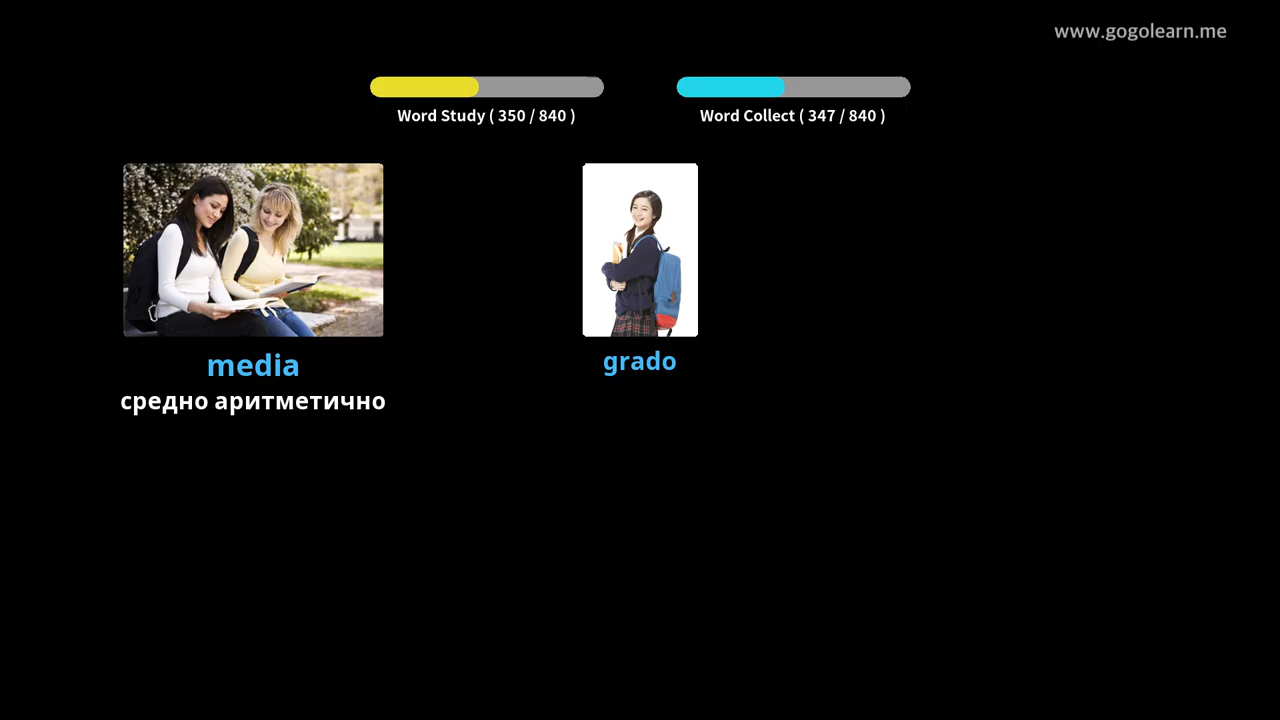 www.gogolearn.me
Word Study ( 350 / 840 )
Word Collect ( 347 / 840 )
media
средно аритметично
grado